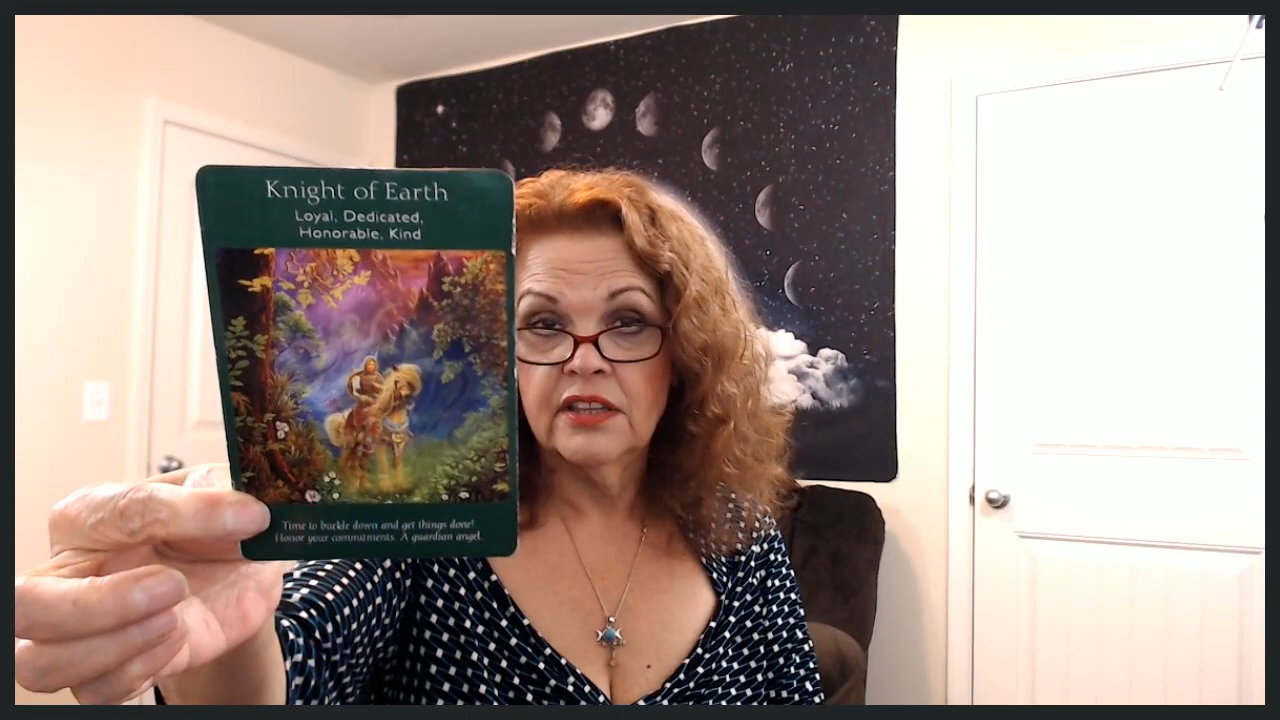 Knight of Earth
Loyal, Dedicated,
Honorable, Kind
Time to buckle down and get things done!
Honor your commitments. A guardian angel.